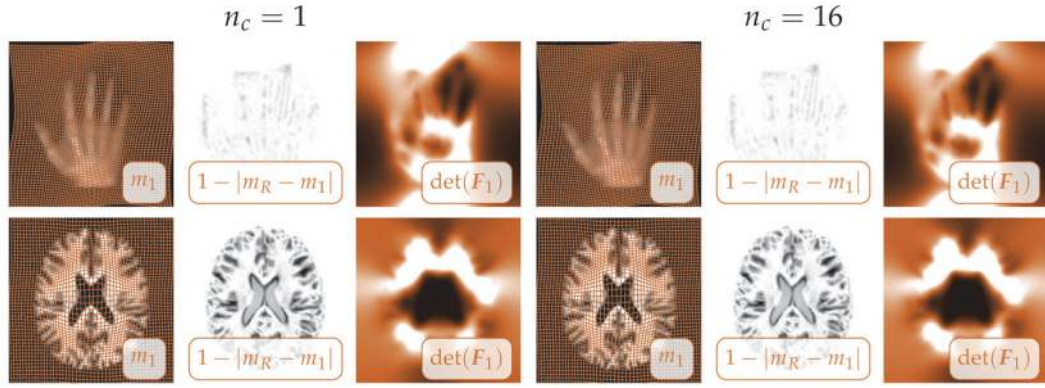 n_c = 1 n_c = 16
m_1 1 − |m_R − m_1| det(F_1) m_1 1 − |m_R − m_1| det(F_1)
m_1 1 − |m_R − m_1| det(F_1) m_1 1 − |m_R − m_1| det(F_1)